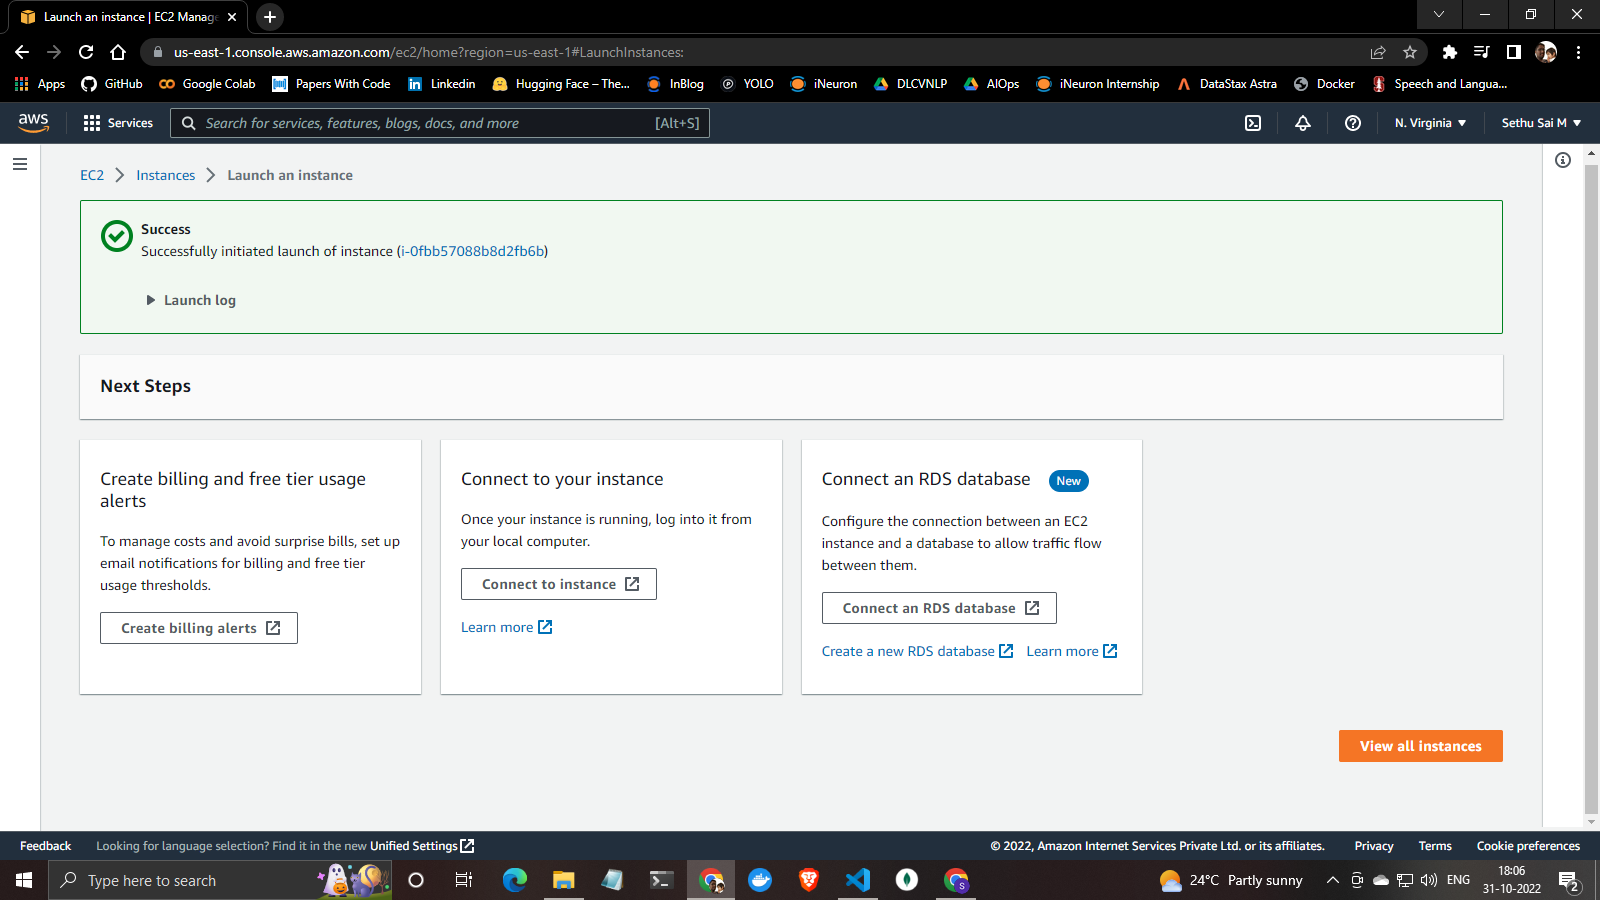 Launch an instance | EC2 Manage
us-east-1.console.aws.amazon.com/ec2/home?region=us-east-1#LaunchInstances:
Apps GitHub Google Colab Papers With Code Linkedin Hugging Face – The... InBlog YOLO iNeuron DLCVNLP AIOps iNeuron Internship DataStax Astra Docker Speech and Langua...
aws Services Search for services, features, blogs, docs, and more [Alt+S] N. Virginia Sethu Sai M
EC2 Instances Launch an instance
Success
Successfully initiated launch of instance (i-0fbb57088b8d2fb6b)
Launch log
Next Steps
Create billing and free tier usage
alerts
To manage costs and avoid surprise bills, set up
email notifications for billing and free tier
usage thresholds.
Create billing alerts
Connect to your instance
Once your instance is running, log into it from
your local computer.
Connect to instance
Learn more
Connect an RDS database New
Configure the connection between an EC2
instance and a database to allow traffic flow
between them.
Connect an RDS database
Create a new RDS database Learn more
View all instances
Feedback Looking for language selection? Find it in the new Unified Settings © 2022, Amazon Internet Services Private Ltd. or its affiliates. Privacy Terms Cookie preferences
Type here to search 24°C Partly sunny ENG 18:06
31-10-2022 2